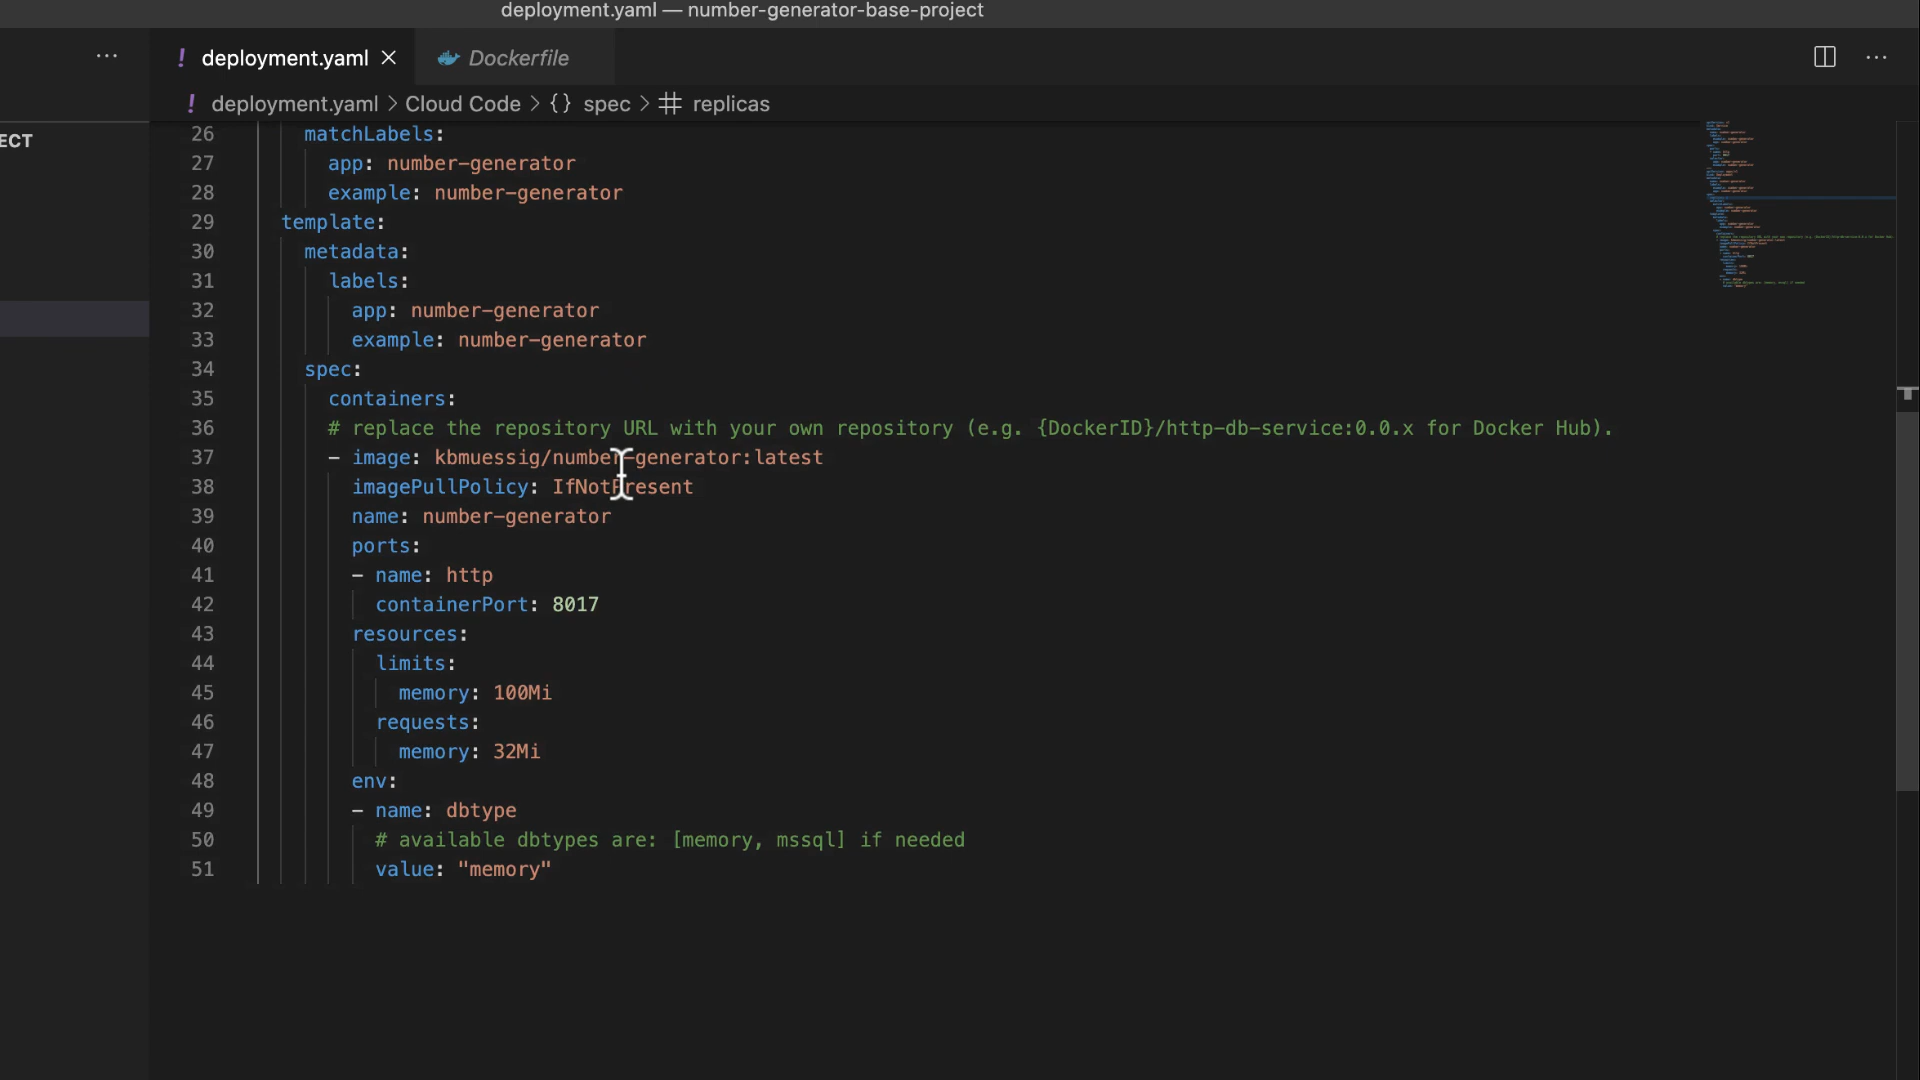 deployment.yaml — number-generator-base-project
··· ! deployment.yaml × Dockerfile ···
! deployment.yaml > Cloud Code > {} spec > # replicas
ECT
26 matchLabels:
27 app: number-generator
28 example: number-generator
29 template:
30 metadata:
31 labels:
32 app: number-generator
33 example: number-generator
34 spec:
35 containers:
36 # replace the repository URL with your own repository (e.g. {DockerID}/http-db-service:0.0.x for Docker Hub).
37 - image: kbmuessig/number-generator:latest
38 imagePullPolicy: IfNotPresent
39 name: number-generator
40 ports:
41 - name: http
42 containerPort: 8017
43 resources:
44 limits:
45 memory: 100Mi
46 requests:
47 memory: 32Mi
48 env:
49 - name: dbtype
50 # available dbtypes are: [memory, mssql] if needed
51 value: "memory"